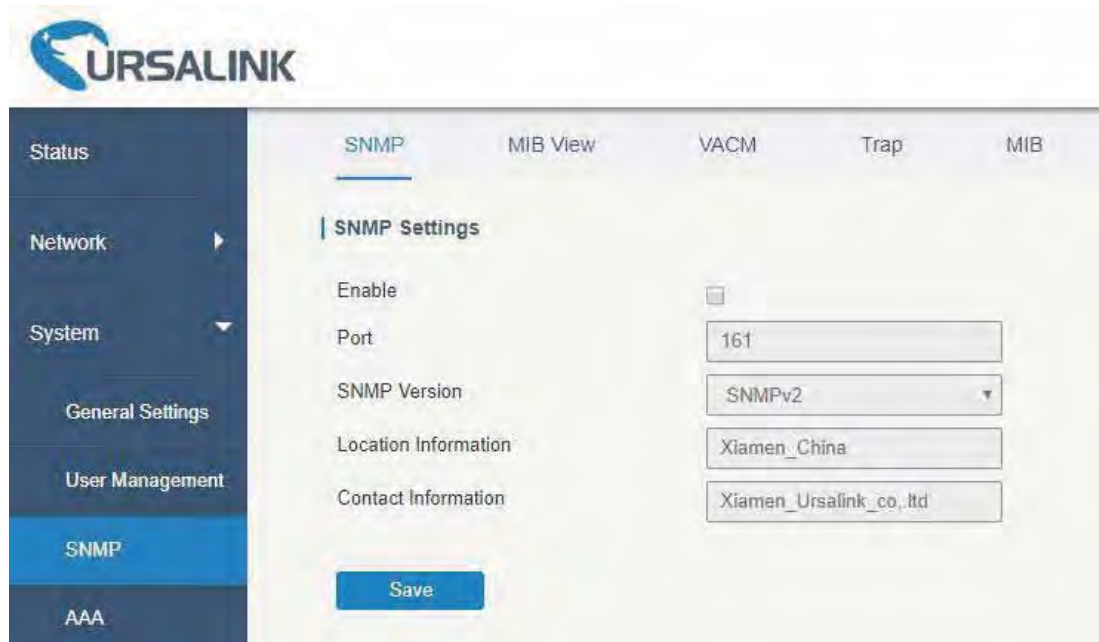 URSALINK
Status
Network
System
General Settings
User Management
SNMP
AAA
SNMP MIB View VACM Trap MIB
SNMP Settings
Enable
Port 161
SNMP Version SNMPv2
Location Information Xiamen_China
Contact Information Xiamen_Ursalink_co,.ltd
Save